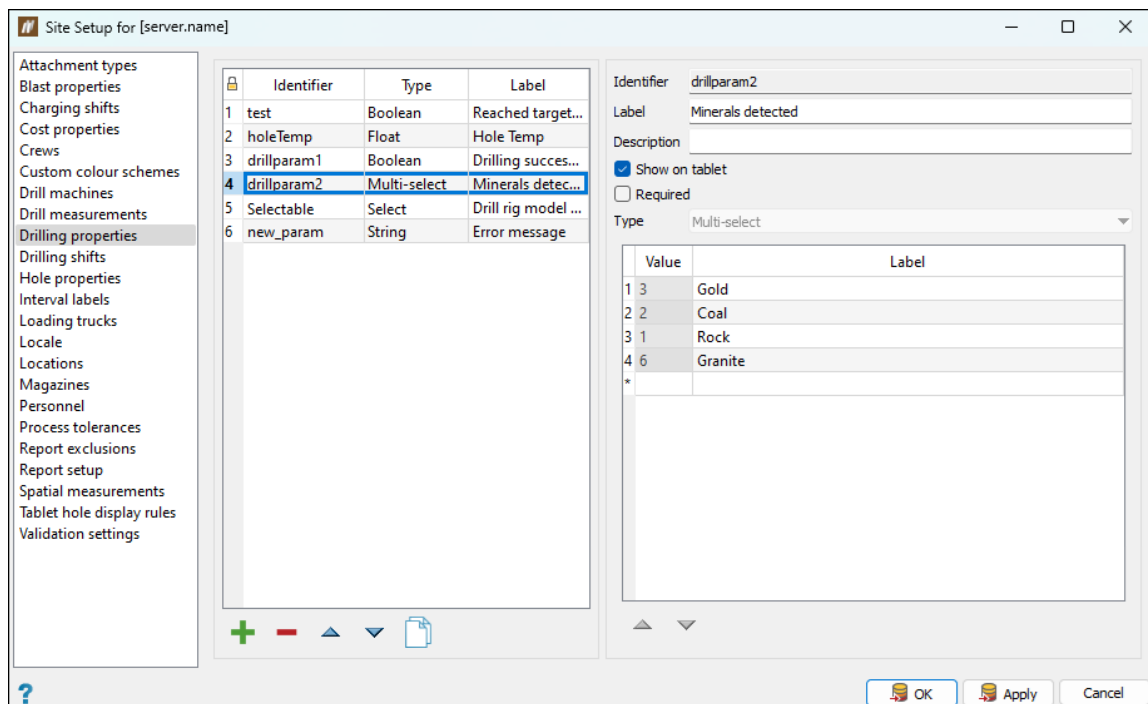 Site Setup for [server.name]
Attachment types
Blast properties
Charging shifts
Cost properties
Crews
Custom colour schemes
Drill machines
Drill measurements
Drilling properties
Drilling shifts
Hole properties
Interval labels
Loading trucks
Locale
Locations
Magazines
Personnel
Process tolerances
Report exclusions
Report setup
Spatial measurements
Tablet hole display rules
Validation settings
Identifier Type Label
1 test Boolean Reached target...
2 holeTemp Float Hole Temp
3 drillparam1 Boolean Drilling succes...
4 drillparam2 Multi-select Minerals detec...
5 Selectable Select Drill rig model ...
6 new_param String Error message
Identifier drillparam2
Label Minerals detected
Description
Show on tablet
Required
Type Multi-select
Value Label
1 3 Gold
2 2 Coal
3 1 Rock
4 6 Granite
*
?
OK Apply Cancel